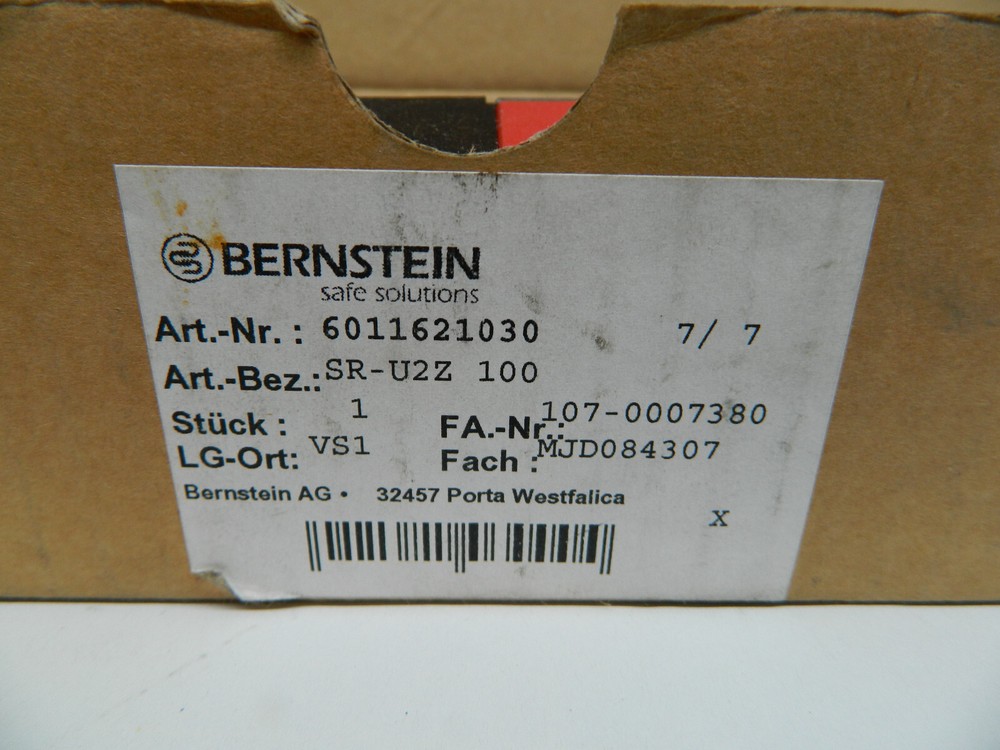 BERNSTEIN
safe solutions
Art.-Nr. : 6011621030 7/ 7
Art.-Bez.: SR-U2Z 100
Stück : 1 FA.-Nr.: 107-0007380
LG-Ort: VS1 Fach : MJD084307
Bernstein AG • 32457 Porta Westfalica
X